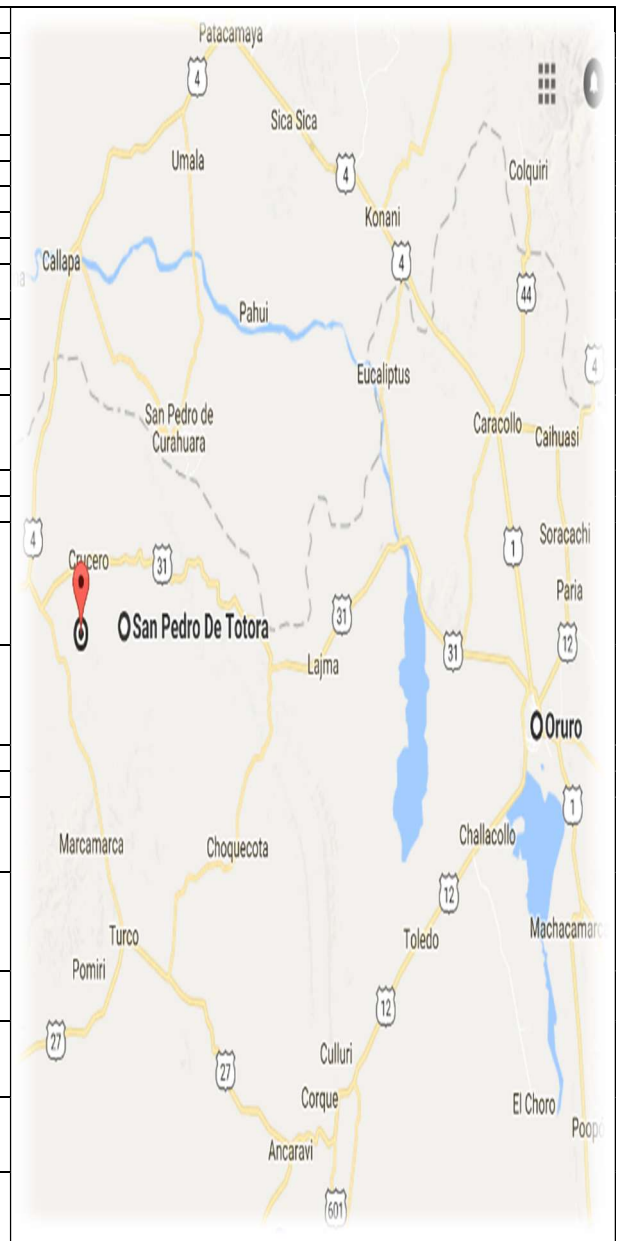 Patacamaya
4
Sica Sica
Umala
4
Colquiri
Konani
Callapa
4
44
Pahui
Eucaliptus
4
San Pedro de
Curahuara
Caracollo
Caihuasi
4
Soracachi
1
Crucero
31
Paria
31
San Pedro De Totora
12
31
Lajma
Oruro
1
Challacollo
Marcamarca
Choquecota
12
Machacamarc
Turco
Toledo
Pomiri
12
27
Culluri
27
Corque
El Choro
Poopó
Ancaravi
601